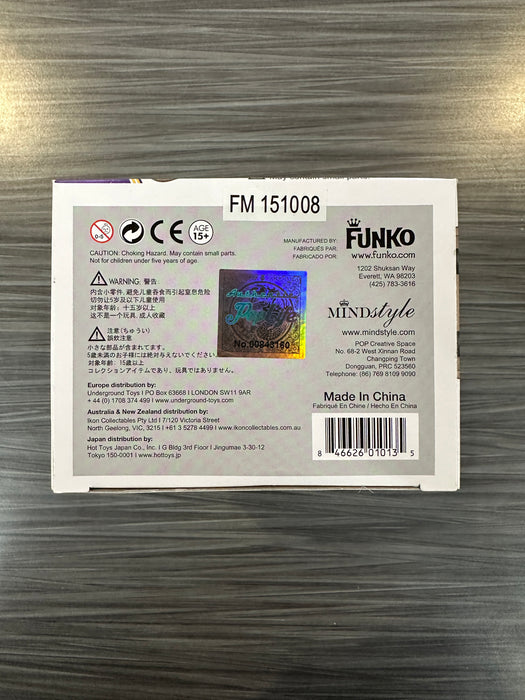 FM 151008
0-5
CE
AGE
15+
CAUTION: Choking Hazard. May contain small parts.
Not for children under five years of age.
WARNING: 警告
内含小零件, 避免儿童吞食而引起窒息危险
切勿让5岁及以下儿童使用
对象年龄: 十五岁以上
这不是一个玩具, 成人收藏
注意 (ちゅうい)
誤飲注意
小さな部品が含まれてます。
5歳未満のお子様には絶対与えないで
対象年齢: 15歳以上
コレクションアイテムであり、玩具ではありません。
Europe distribution by:
Underground Toys I PO Box 63668 I LONDON SW11 9AR
+ 44 (0) 1708 374 499 I www.underground-toys.com
Australia & New Zealand distribution by:
Ikon Collectables Pty Ltd I 7/120 Victoria Street
North Geelong, VIC, 3215 I +61 3 5278 4499 I www.ikoncollectables.com.au
Japan distribution by:
Hot Toys Japan Co., Inc. I G Bldg 3rd Floor I Jingumae 3-30-12
Tokyo 150-0001 I www.hottoys.jp
No.00843160
MANUFACTURED BY:
FABRIQUÉS PAR:
FABRICADO POR:
FUNKO
www.funko.com
1202 Shuksan Way
Everett, WA 98203
(425) 783-3616
MINDstyle
www.mindstyle.com
POP Creative Space
No. 68-2 West Xinnan Road
Changping Town
Dongguan, PRC 523560
Telephone: (86) 769 8109 9090
Made In China
Fabriqué En Chine / Hecho En China
8 46626 01013 5